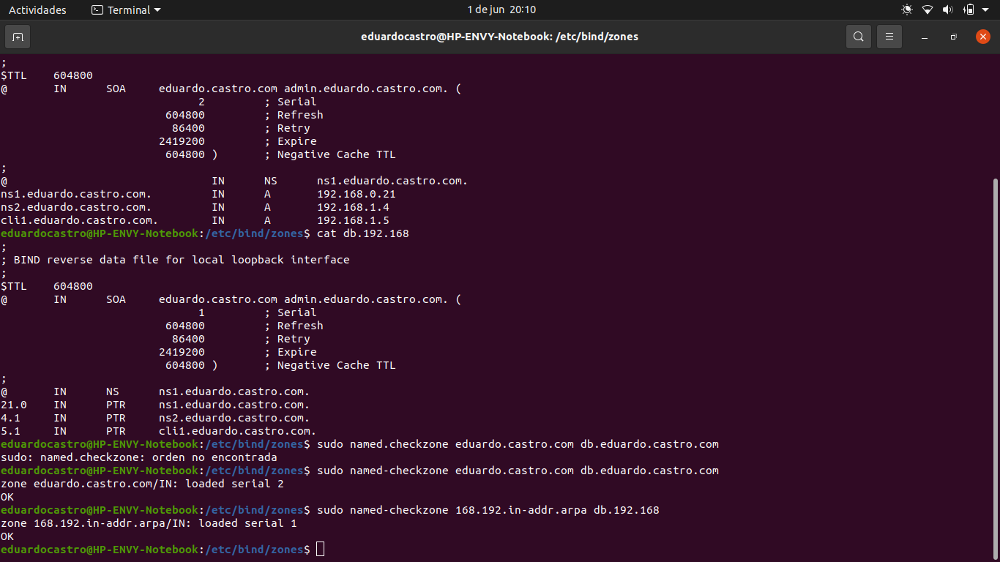 Actividades Terminal 1 de jun 20:10
eduardocastro@HP-ENVY-Notebook: /etc/bind/zones
;
$TTL    604800
@       IN      SOA     eduardo.castro.com admin.eduardo.castro.com. (
                              2         ; Serial
                         604800         ; Refresh
                          86400         ; Retry
                        2419200         ; Expire
                         604800 )       ; Negative Cache TTL
;
@                               IN      NS      ns1.eduardo.castro.com.
ns1.eduardo.castro.com.         IN      A       192.168.0.21
ns2.eduardo.castro.com.         IN      A       192.168.1.4
cli1.eduardo.castro.com.        IN      A       192.168.1.5
eduardocastro@HP-ENVY-Notebook:/etc/bind/zones$ cat db.192.168
;
; BIND reverse data file for local loopback interface
;
$TTL    604800
@       IN      SOA     eduardo.castro.com admin.eduardo.castro.com. (
                              1         ; Serial
                         604800         ; Refresh
                          86400         ; Retry
                        2419200         ; Expire
                         604800 )       ; Negative Cache TTL
;
@       IN      NS      ns1.eduardo.castro.com.
21.0    IN      PTR     ns1.eduardo.castro.com.
4.1     IN      PTR     ns2.eduardo.castro.com.
5.1     IN      PTR     cli1.eduardo.castro.com.
eduardocastro@HP-ENVY-Notebook:/etc/bind/zones$ sudo named.checkzone eduardo.castro.com db.eduardo.castro.com
sudo: named.checkzone: orden no encontrada
eduardocastro@HP-ENVY-Notebook:/etc/bind/zones$ sudo named-checkzone eduardo.castro.com db.eduardo.castro.com
zone eduardo.castro.com/IN: loaded serial 2
OK
eduardocastro@HP-ENVY-Notebook:/etc/bind/zones$ sudo named-checkzone 168.192.in-addr.arpa db.192.168
zone 168.192.in-addr.arpa/IN: loaded serial 1
OK
eduardocastro@HP-ENVY-Notebook:/etc/bind/zones$